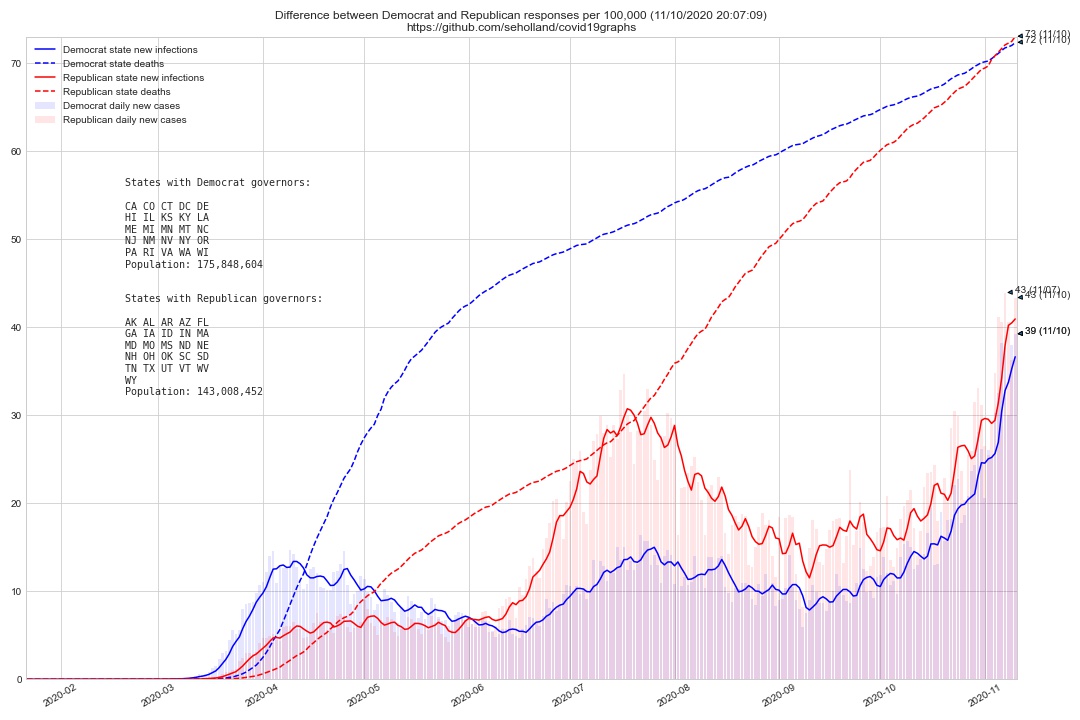 Difference between Democrat and Republican responses per 100,000 (11/10/2020 20:07:09)
https://github.com/seholland/covid19graphs
Democrat state new infections
Democrat state deaths
Republican state new infections
Republican state deaths
Democrat daily new cases
Republican daily new cases
States with Democrat governors:
CA CO CT DC DE
HI IL KS KY LA
ME MI MN MT NC
NJ NM NV NY OR
PA RI VA WA WI
Population: 175,848,604
States with Republican governors:
AK AL AR AZ FL
GA IA ID IN MA
MD MO MS ND NE
NH OH OK SC SD
TN TX UT VT WV
WY
Population: 143,008,452
73 (11/10)
72 (11/10)
43 (11/07)
43 (11/10)
39 (11/10)
70
60
50
40
30
20
10
0
2020-02
2020-03
2020-04
2020-05
2020-06
2020-07
2020-08
2020-09
2020-10
2020-11